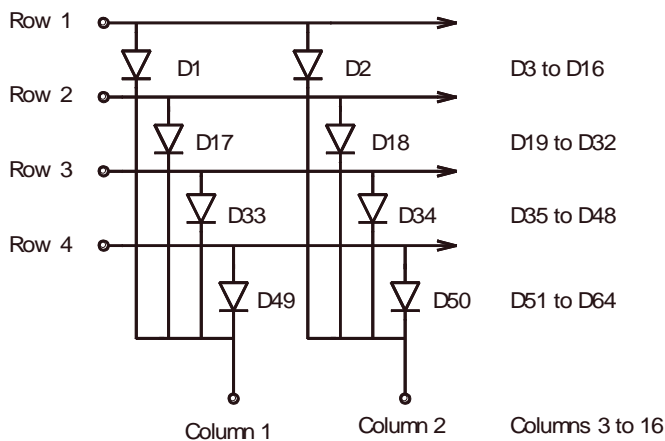 Row 1
D1 D2 D3 to D16
Row 2
D17 D18 D19 to D32
Row 3
D33 D34 D35 to D48
Row 4
D49 D50 D51 to D64
Column 1 Column 2 Columns 3 to 16